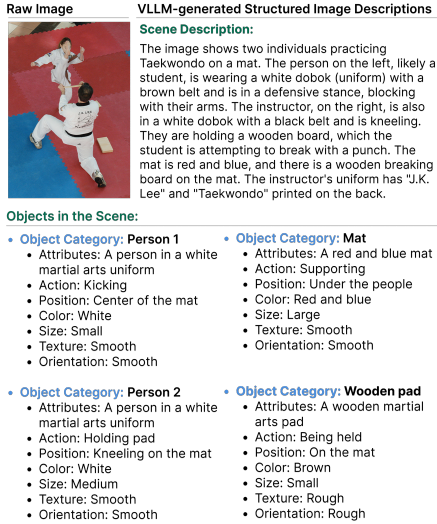 Raw Image
VLLM-generated Structured Image Descriptions
Scene Description:
The image shows two individuals practicing
Taekwondo on a mat. The person on the left, likely a
student, is wearing a white dobok (uniform) with a
brown belt and is in a defensive stance, blocking
with their arms. The instructor, on the right, is also
in a white dobok with a black belt and is kneeling.
They are holding a wooden board, which the
student is attempting to break with a punch. The
mat is red and blue, and there is a wooden breaking
board on the mat. The instructor's uniform has "J.K.
Lee" and "Taekwondo" printed on the back.
Objects in the Scene:
• Object Category: Person 1
• Attributes: A person in a white
martial arts uniform
• Action: Kicking
• Position: Center of the mat
• Color: White
• Size: Small
• Texture: Smooth
• Orientation: Smooth
• Object Category: Mat
• Attributes: A red and blue mat
• Action: Supporting
• Position: Under the people
• Color: Red and blue
• Size: Large
• Texture: Smooth
• Orientation: Smooth
• Object Category: Person 2
• Attributes: A person in a white
martial arts uniform
• Action: Holding pad
• Position: Kneeling on the mat
• Color: White
• Size: Medium
• Texture: Smooth
• Orientation: Smooth
• Object Category: Wooden pad
• Attributes: A wooden martial
arts pad
• Action: Being held
• Position: On the mat
• Color: Brown
• Size: Small
• Texture: Rough
• Orientation: Rough